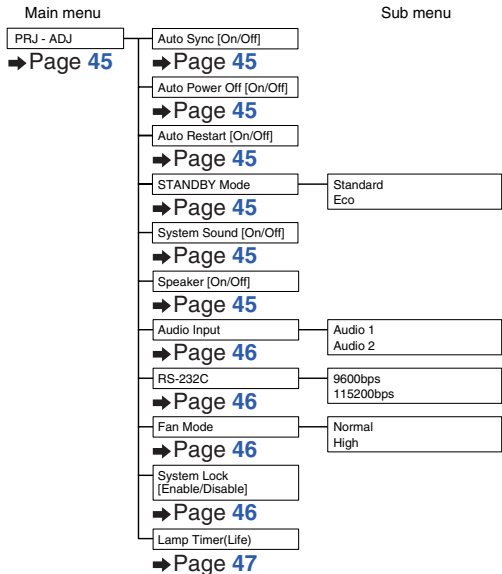 Main menu
Sub menu
PRJ - ADJ
➡Page 45
Auto Sync [On/Off]
➡Page 45
Auto Power Off [On/Off]
➡Page 45
Auto Restart [On/Off]
➡Page 45
STANDBY Mode
➡Page 45
Standard
Eco
System Sound [On/Off]
➡Page 45
Speaker [On/Off]
➡Page 45
Audio Input
➡Page 46
Audio 1
Audio 2
RS-232C
➡Page 46
9600bps
115200bps
Fan Mode
➡Page 46
Normal
High
System Lock
[Enable/Disable]
➡Page 46
Lamp Timer(Life)
➡Page 47